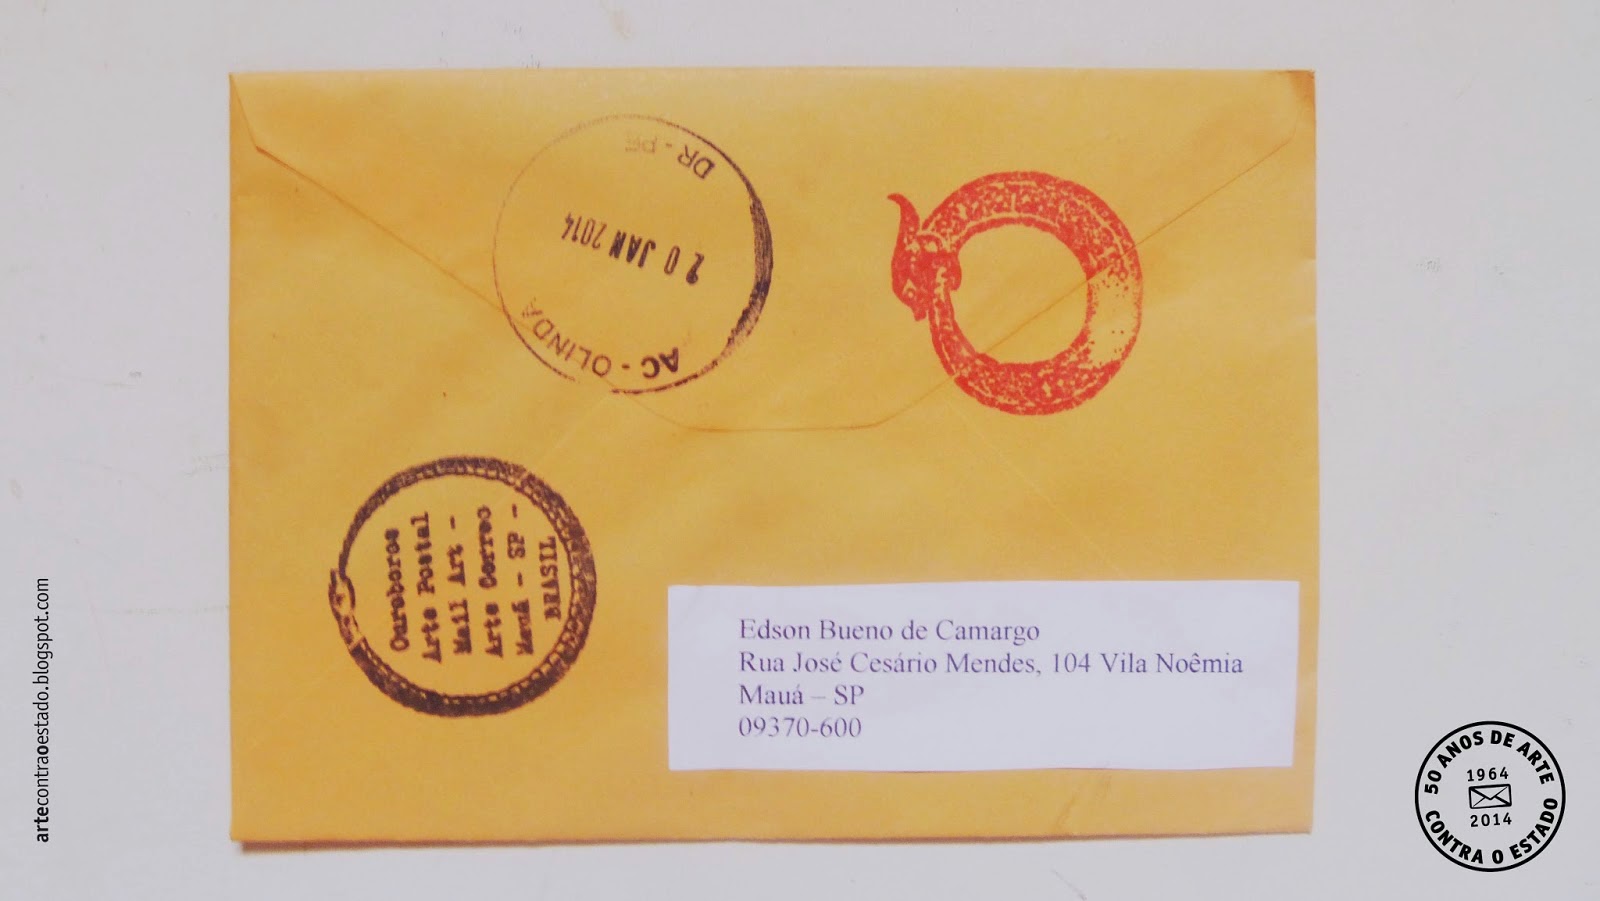 DR - PE
20 JAN 2014
AC - OLINDA
Ouroboros
Arte Postal
Mail Art -
Arte Correo
Mauá - SP -
BRASIL
Edson Bueno de Camargo
Rua José Cesário Mendes, 104 Vila Noêmia
Mauá – SP
09370-600
artecontraoestado.blogspot.com
50 ANOS DE ARTE
1964
2014
CONTRA O ESTADO